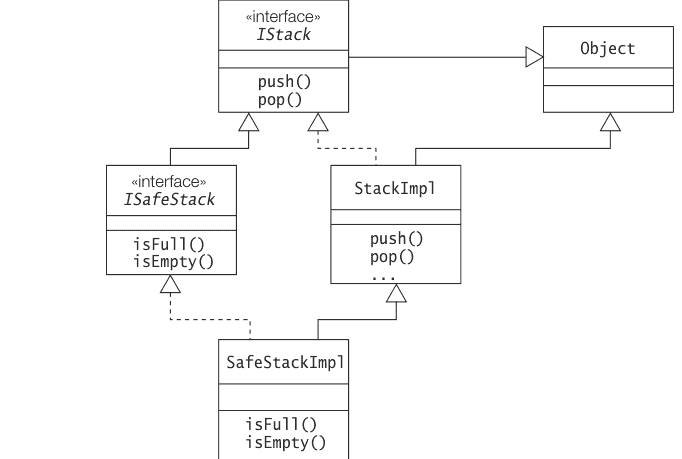 «interface»
IStack
push()
pop()
Object
«interface»
ISafeStack
isFull()
isEmpty()
StackImpl
push()
pop()
...
SafeStackImpl
isFull()
isEmpty()